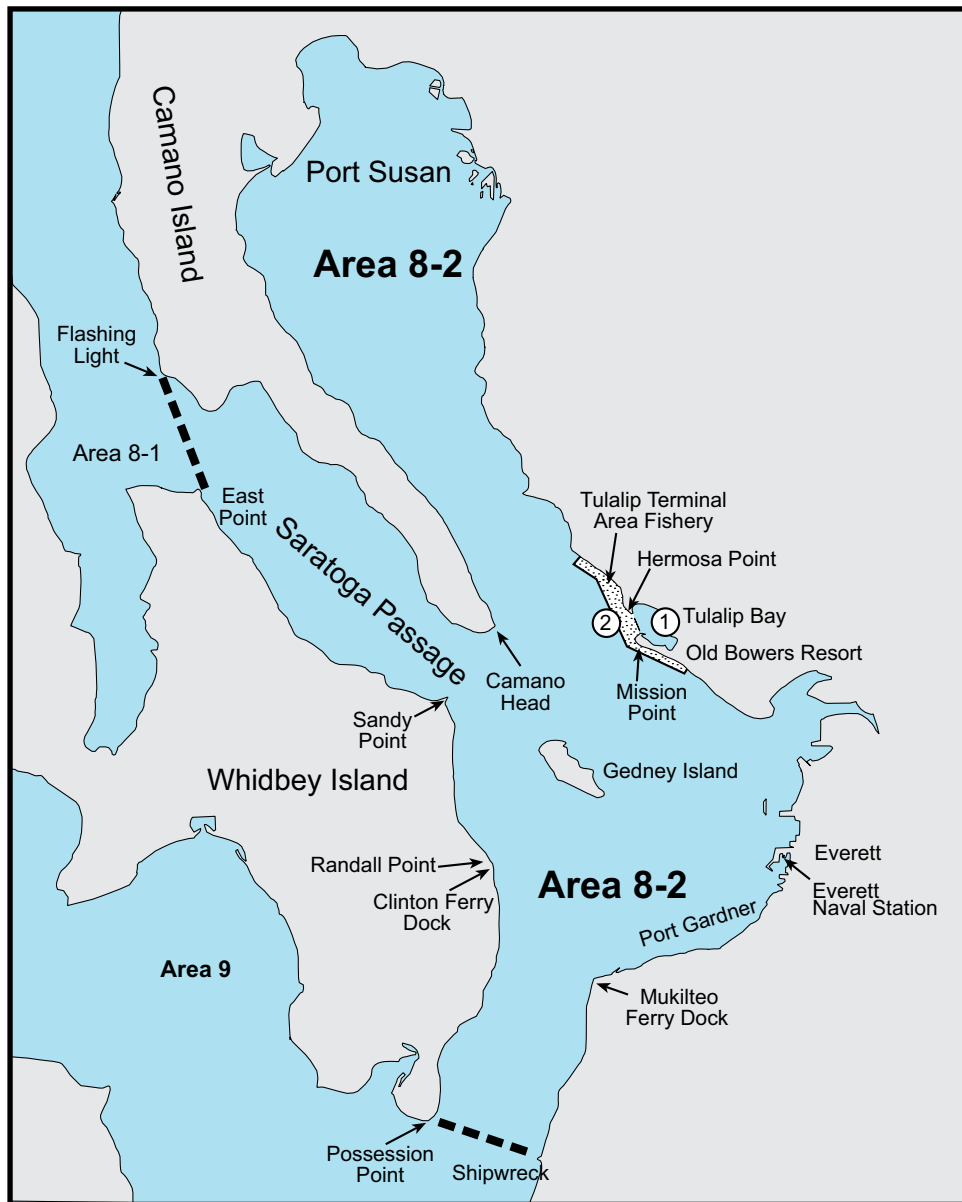 Camano Island
Port Susan
Area 8-2
Flashing
Light
Area 8-1
East
Point
Saratoga Passage
Tulalip Terminal
Area Fishery
Hermosa Point
2
1
Tulalip Bay
Old Bowers Resort
Mission
Point
Camano
Head
Sandy
Point
Gedney Island
Whidbey Island
Randall Point
Clinton Ferry
Dock
Area 8-2
Everett
Everett
Naval Station
Port Gardner
Area 9
Mukilteo
Ferry Dock
Possession
Point
Shipwreck